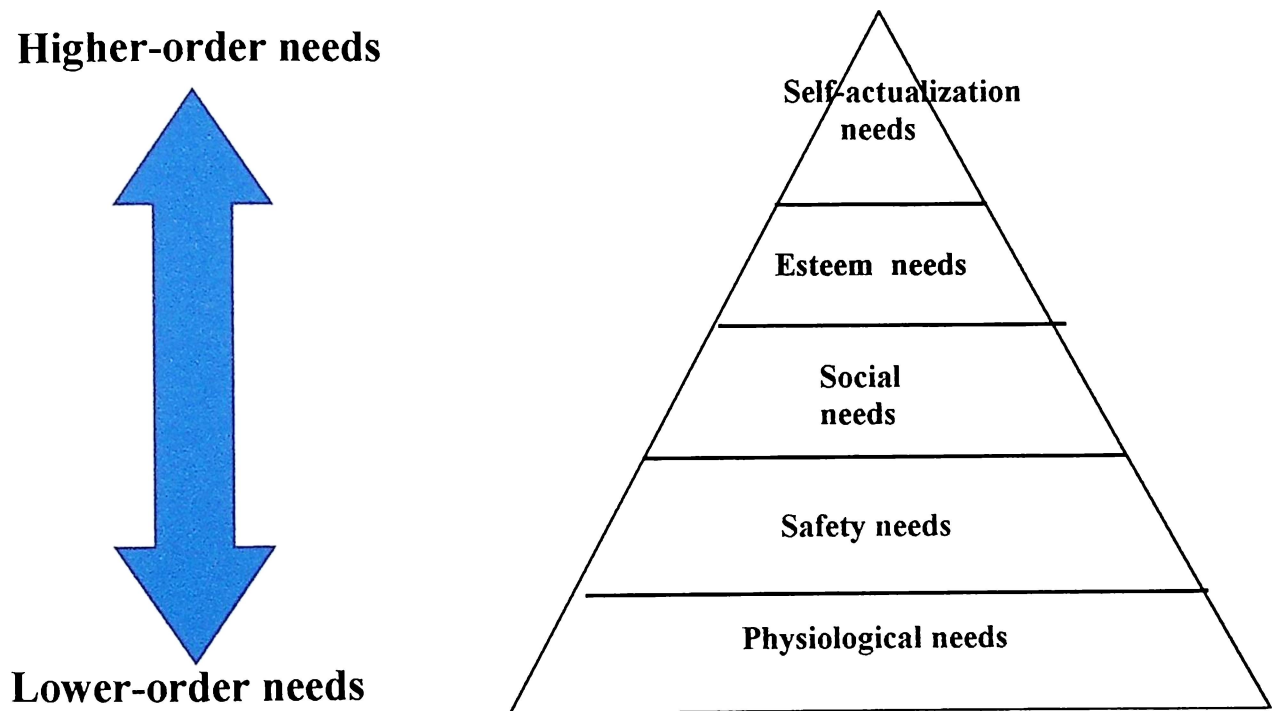 Higher-order needs
Self-actualization
needs
Esteem needs
Social
needs
Safety needs
Physiological needs
Lower-order needs